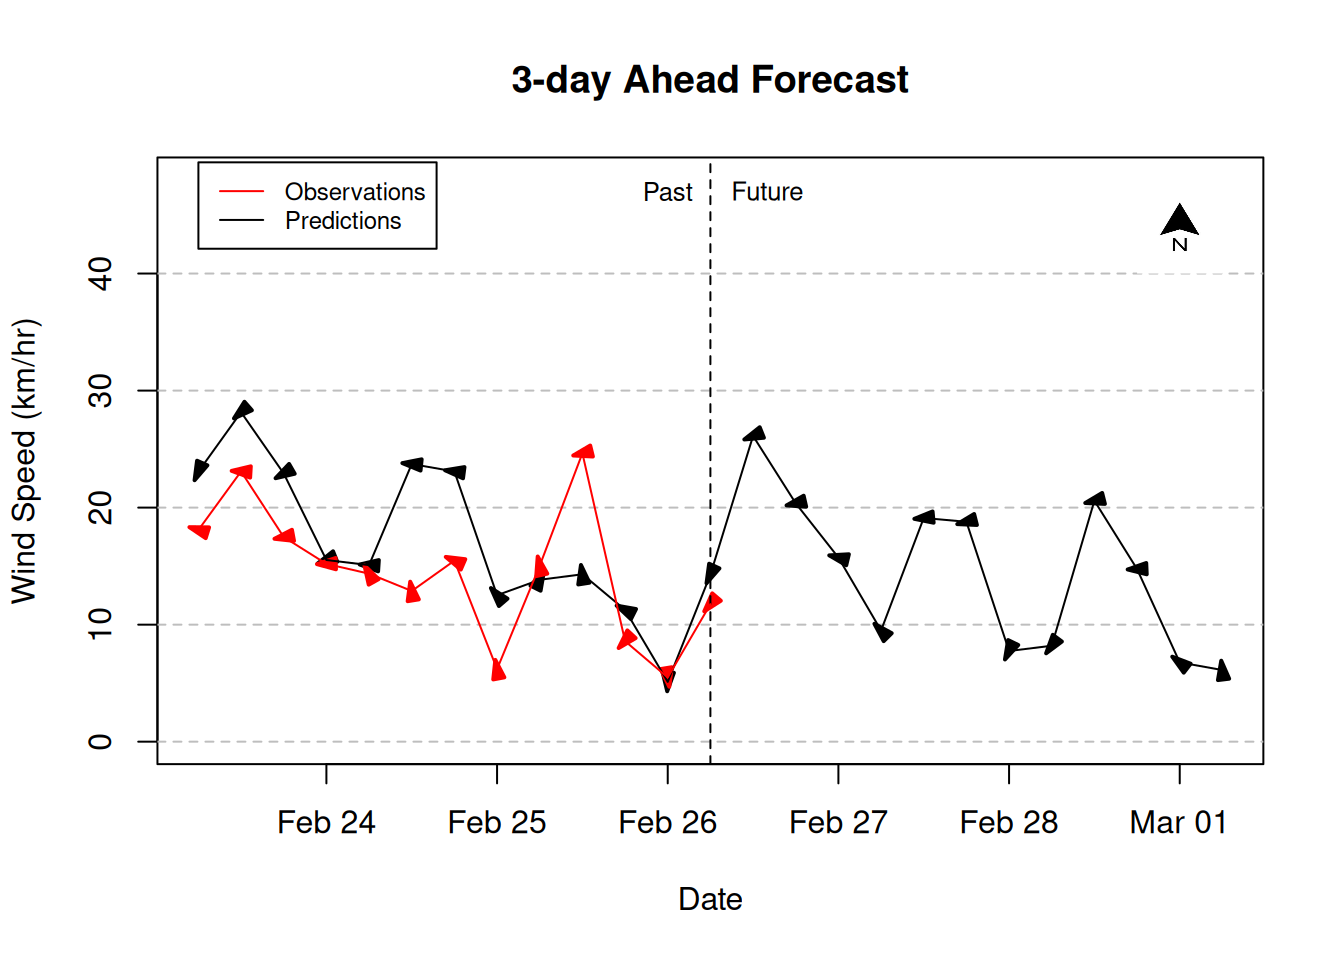 3-day Ahead Forecast
Observations
Predictions
Past
Future
N
40
30
20
10
0
Wind Speed (km/hr)
Feb 24
Feb 25
Feb 26
Feb 27
Feb 28
Mar 01
Date